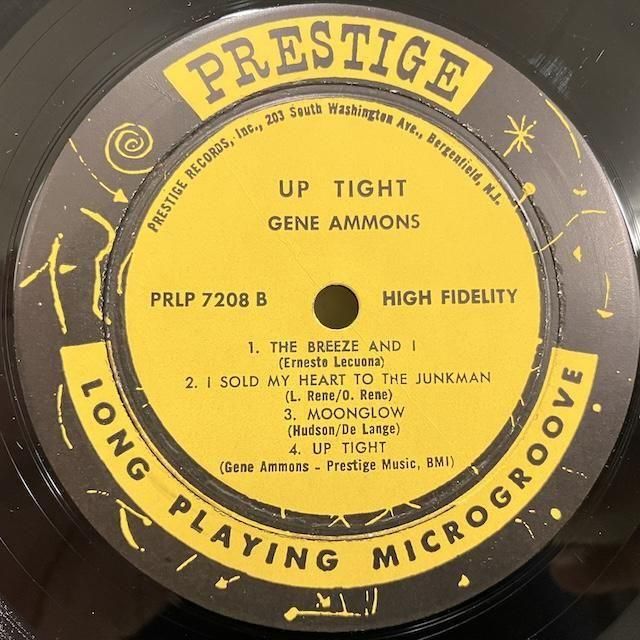 PRESTIGE
PRESTIGE RECORDS, Inc., 203 South Washington Ave., Bergenfield, N.J.
UP TIGHT
GENE AMMONS
PRLP 7208 B HIGH FIDELITY
1. THE BREEZE AND I
(Ernesto Lecuona)
2. I SOLD MY HEART TO THE JUNKMAN
(L. Rene/O. Rene)
3. MOONGLOW
(Hudson/De Lange)
4. UP TIGHT
(Gene Ammons - Prestige Music, BMI)
LONG PLAYING MICROGROOVE